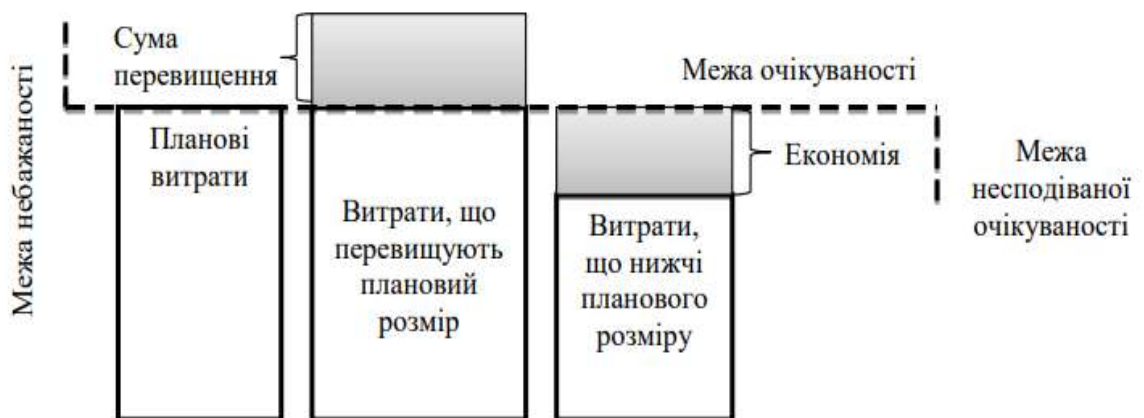 Межа небажаності
Сума
перевищення
Планові
витрати
Витрати, що
перевищують
плановий
розмір
Межа очікуваності
Економія
Витрати,
що нижчі
планового
розміру
Межа
несподіваної
очікуваності